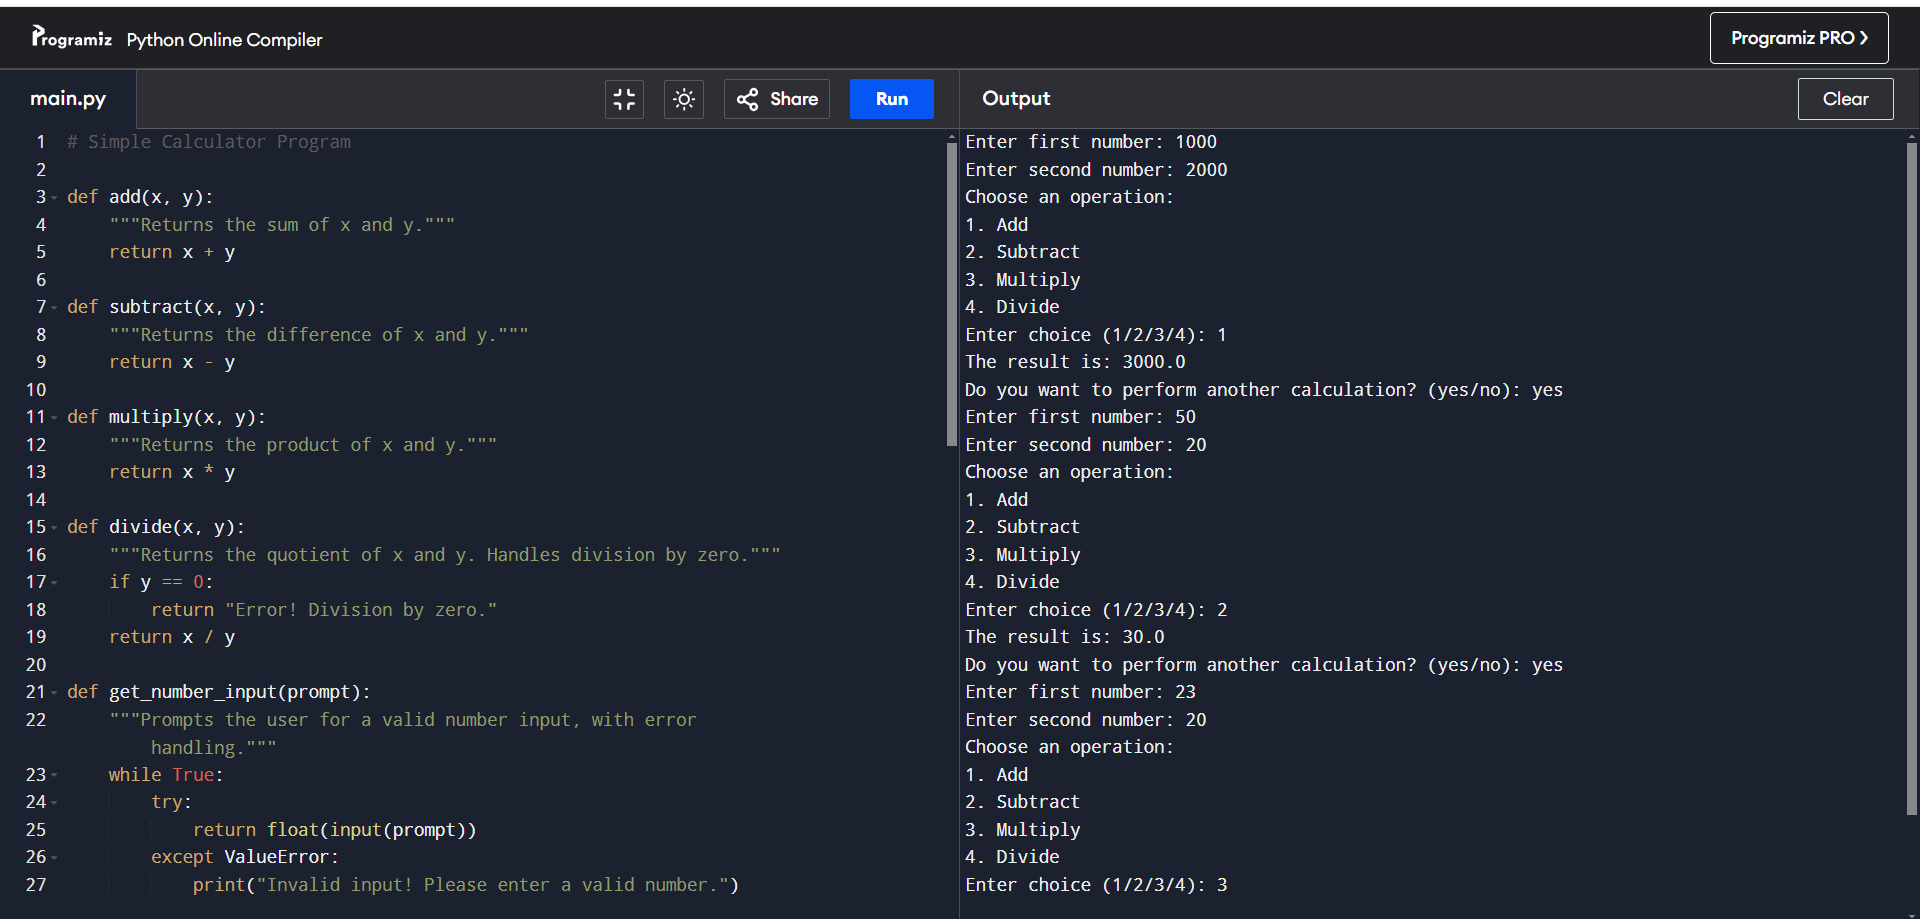 Programiz Python Online Compiler
Programiz PRO ❯
main.py
Share
Run
Output
Clear
1 # Simple Calculator Program
2
3 def add(x, y):
4     """Returns the sum of x and y."""
5     return x + y
6
7 def subtract(x, y):
8     """Returns the difference of x and y."""
9     return x - y
10
11 def multiply(x, y):
12     """Returns the product of x and y."""
13     return x * y
14
15 def divide(x, y):
16     """Returns the quotient of x and y. Handles division by zero."""
17     if y == 0:
18         return "Error! Division by zero."
19     return x / y
20
21 def get_number_input(prompt):
22     """Prompts the user for a valid number input, with error
        handling."""
23     while True:
24         try:
25             return float(input(prompt))
26         except ValueError:
27             print("Invalid input! Please enter a valid number.")
Enter first number: 1000
Enter second number: 2000
Choose an operation:
1. Add
2. Subtract
3. Multiply
4. Divide
Enter choice (1/2/3/4): 1
The result is: 3000.0
Do you want to perform another calculation? (yes/no): yes
Enter first number: 50
Enter second number: 20
Choose an operation:
1. Add
2. Subtract
3. Multiply
4. Divide
Enter choice (1/2/3/4): 2
The result is: 30.0
Do you want to perform another calculation? (yes/no): yes
Enter first number: 23
Enter second number: 20
Choose an operation:
1. Add
2. Subtract
3. Multiply
4. Divide
Enter choice (1/2/3/4): 3